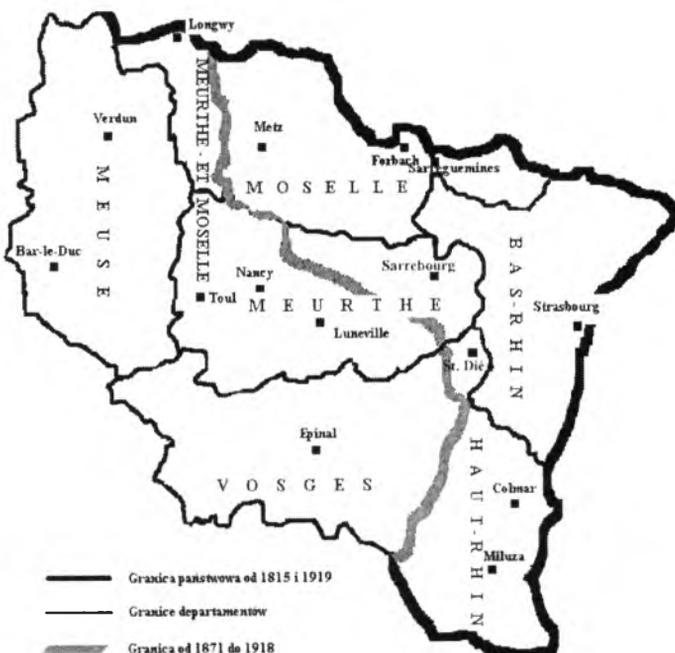 Longwy
MEURTHE - ET
MOSELLE
Verdun
Metz
Forbach
Sarreguemines
MOSELLE
MEUSE
Bar-le-Duc
Nancy
Sarrebourg
Toul
MEURTHE
Luneville
BAS-RHIN
Strasbourg
St. Dié
Epinal
VOSGES
HAUT-RHIN
Colmar
Miluza
Granica państwowa od 1815 i 1919
Granice departamentów
Granica od 1871 do 1918